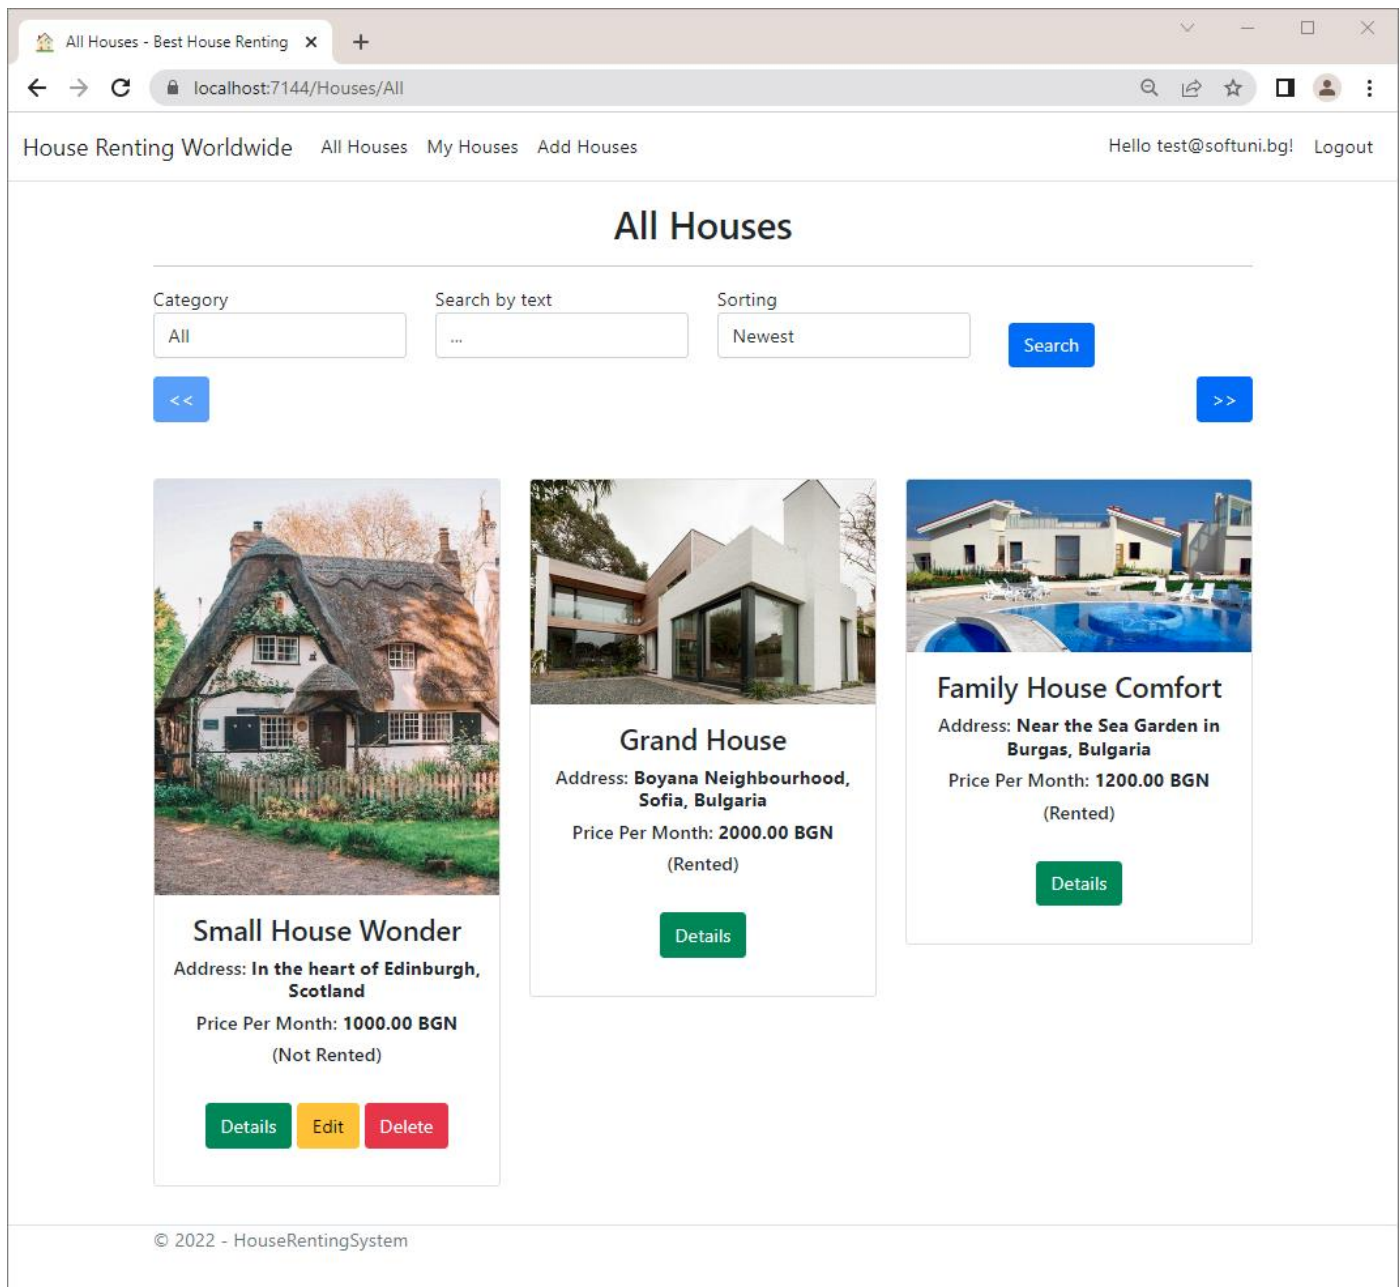 All Houses - Best House Renting
localhost:7144/Houses/All
House Renting Worldwide All Houses My Houses Add Houses Hello test@softuni.bg! Logout
All Houses
Category Search by text Sorting
All ... Newest Search
<< >>
Small House Wonder
Address: In the heart of Edinburgh,
Scotland
Price Per Month: 1000.00 BGN
(Not Rented)
Details Edit Delete
Grand House
Address: Boyana Neighbourhood,
Sofia, Bulgaria
Price Per Month: 2000.00 BGN
(Rented)
Details
Family House Comfort
Address: Near the Sea Garden in
Burgas, Bulgaria
Price Per Month: 1200.00 BGN
(Rented)
Details
© 2022 - HouseRentingSystem